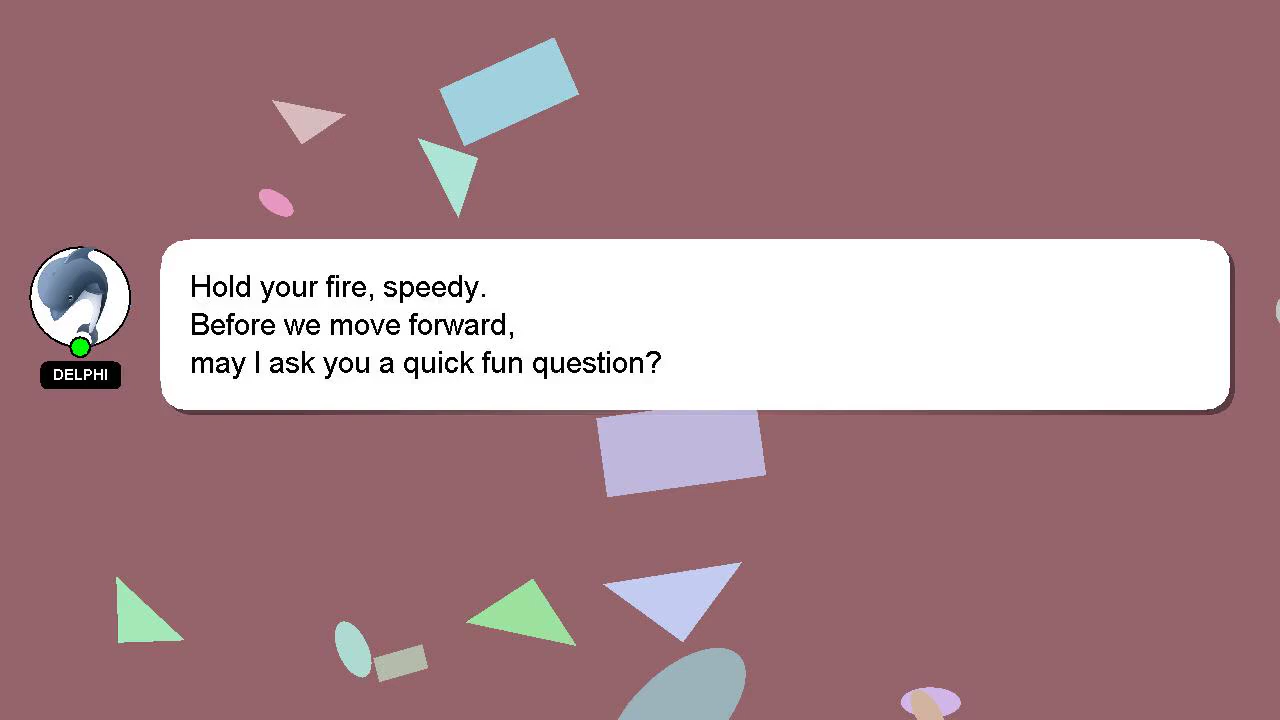 Hold your fire, speedy.
Before we move forward,
may I ask you a quick fun question?
DELPHI